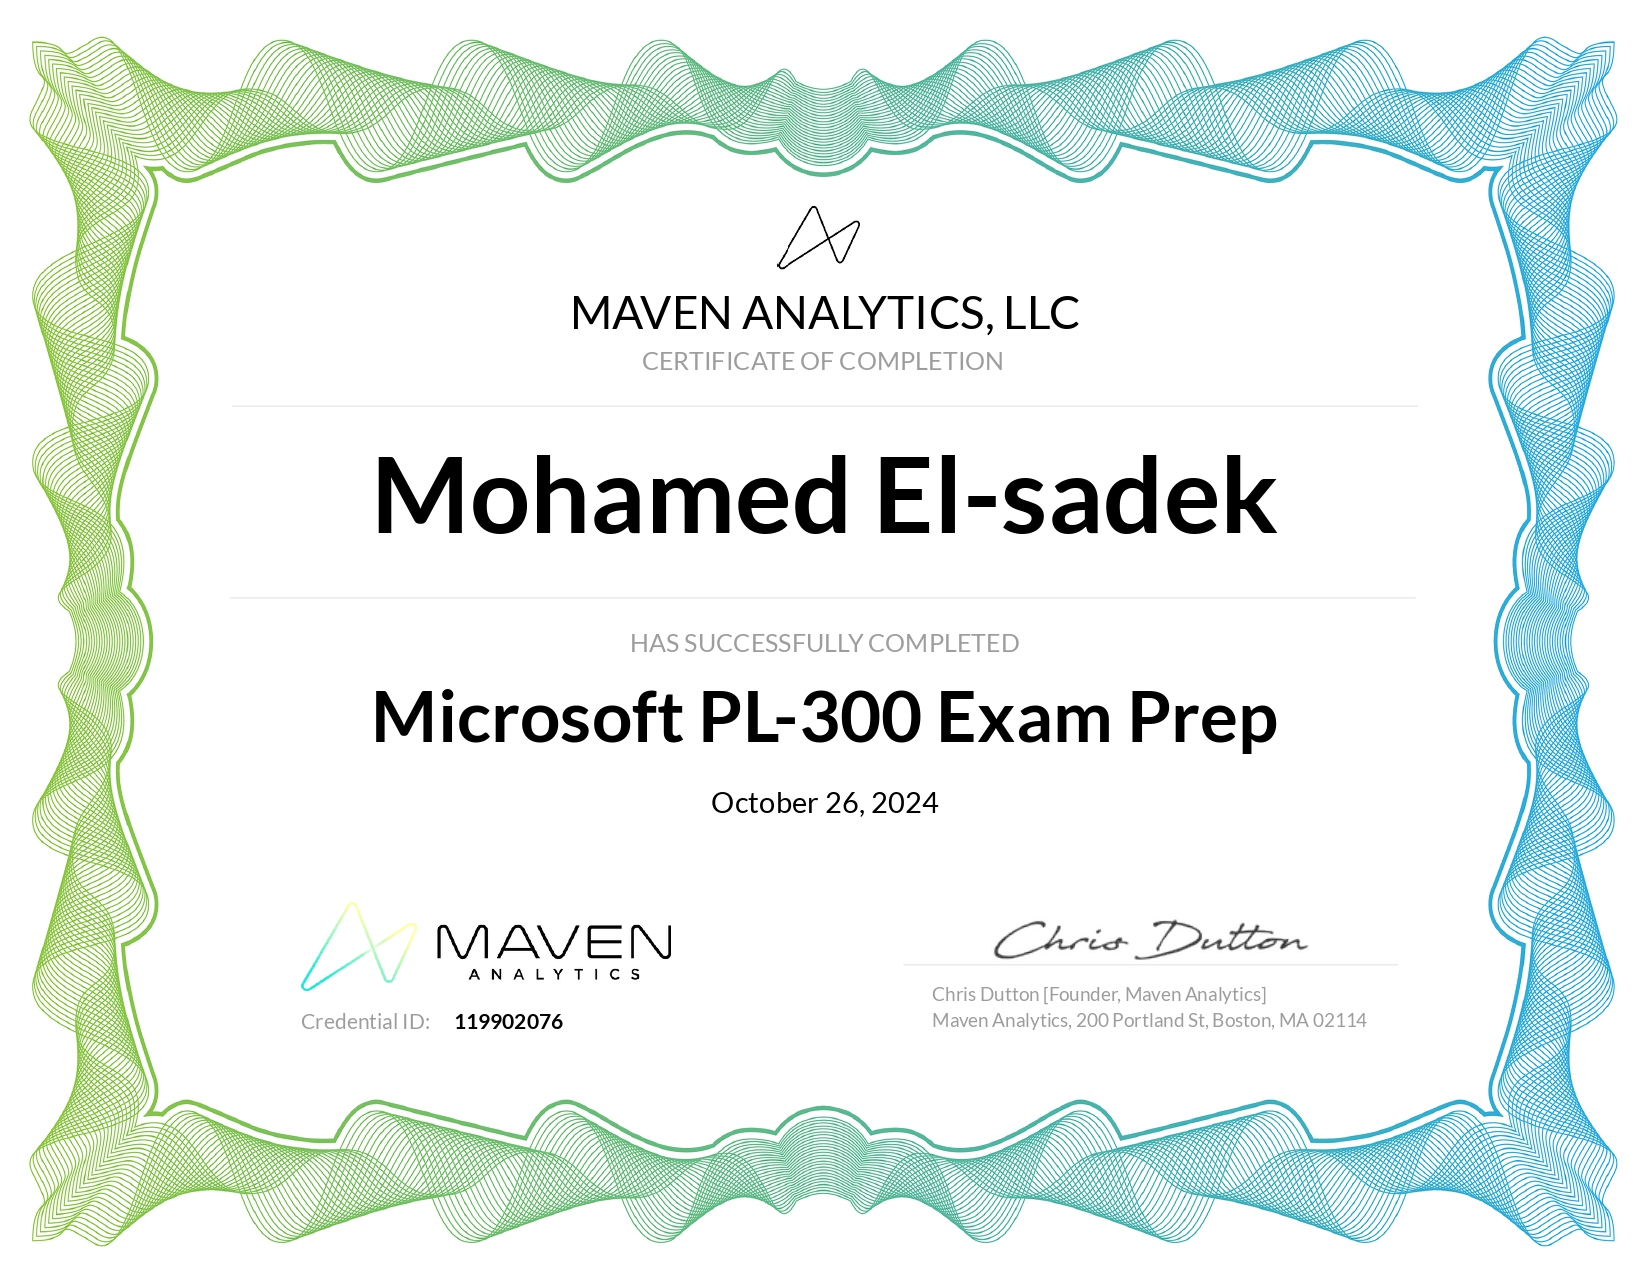 MAVEN ANALYTICS, LLC
CERTIFICATE OF COMPLETION
Mohamed El-sadek
HAS SUCCESSFULLY COMPLETED
Microsoft PL-300 Exam Prep
October 26, 2024
MAVEN
ANALYTICS
Credential ID: 119902076
Chris Dutton
Chris Dutton [Founder, Maven Analytics]
Maven Analytics, 200 Portland St, Boston, MA 02114